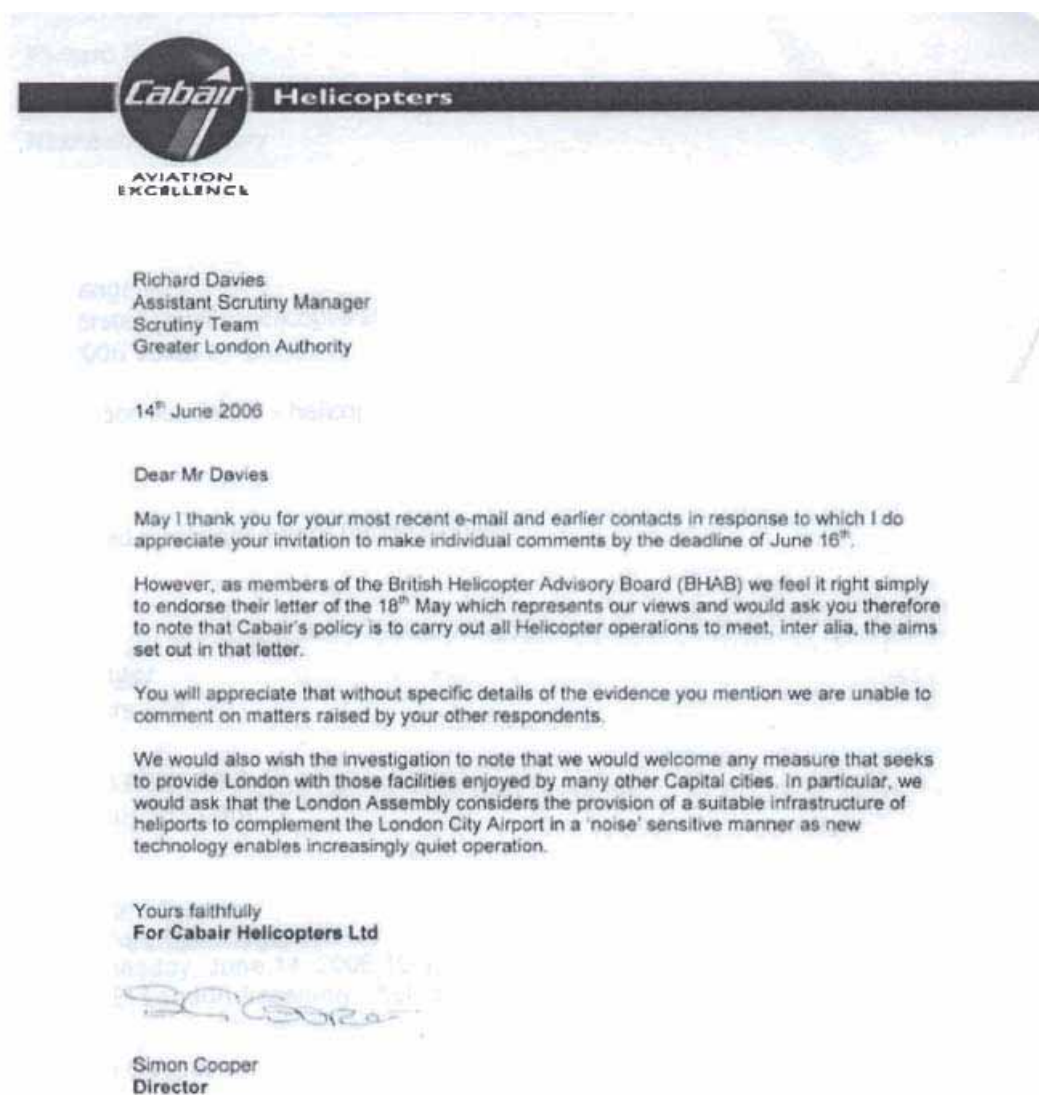 Cabair Helicopters
AVIATION
EXCELLENCE
Richard Davies
Assistant Scrutiny Manager
Scrutiny Team
Greater London Authority
14th June 2006
Dear Mr Davies
May I thank you for your most recent e-mail and earlier contacts in response to which I do
appreciate your invitation to make individual comments by the deadline of June 16th.
However, as members of the British Helicopter Advisory Board (BHAB) we feel it right simply
to endorse their letter of the 18th May which represents our views and would ask you therefore
to note that Cabair's policy is to carry out all Helicopter operations to meet, inter alia, the aims
set out in that letter.
You will appreciate that without specific details of the evidence you mention we are unable to
comment on matters raised by your other respondents.
We would also wish the investigation to note that we would welcome any measure that seeks
to provide London with those facilities enjoyed by many other Capital cities. In particular, we
would ask that the London Assembly considers the provision of a suitable infrastructure of
heliports to complement the London City Airport in a 'noise' sensitive manner as new
technology enables increasingly quiet operation.
Yours faithfully
For Cabair Helicopters Ltd
Simon Cooper
Director